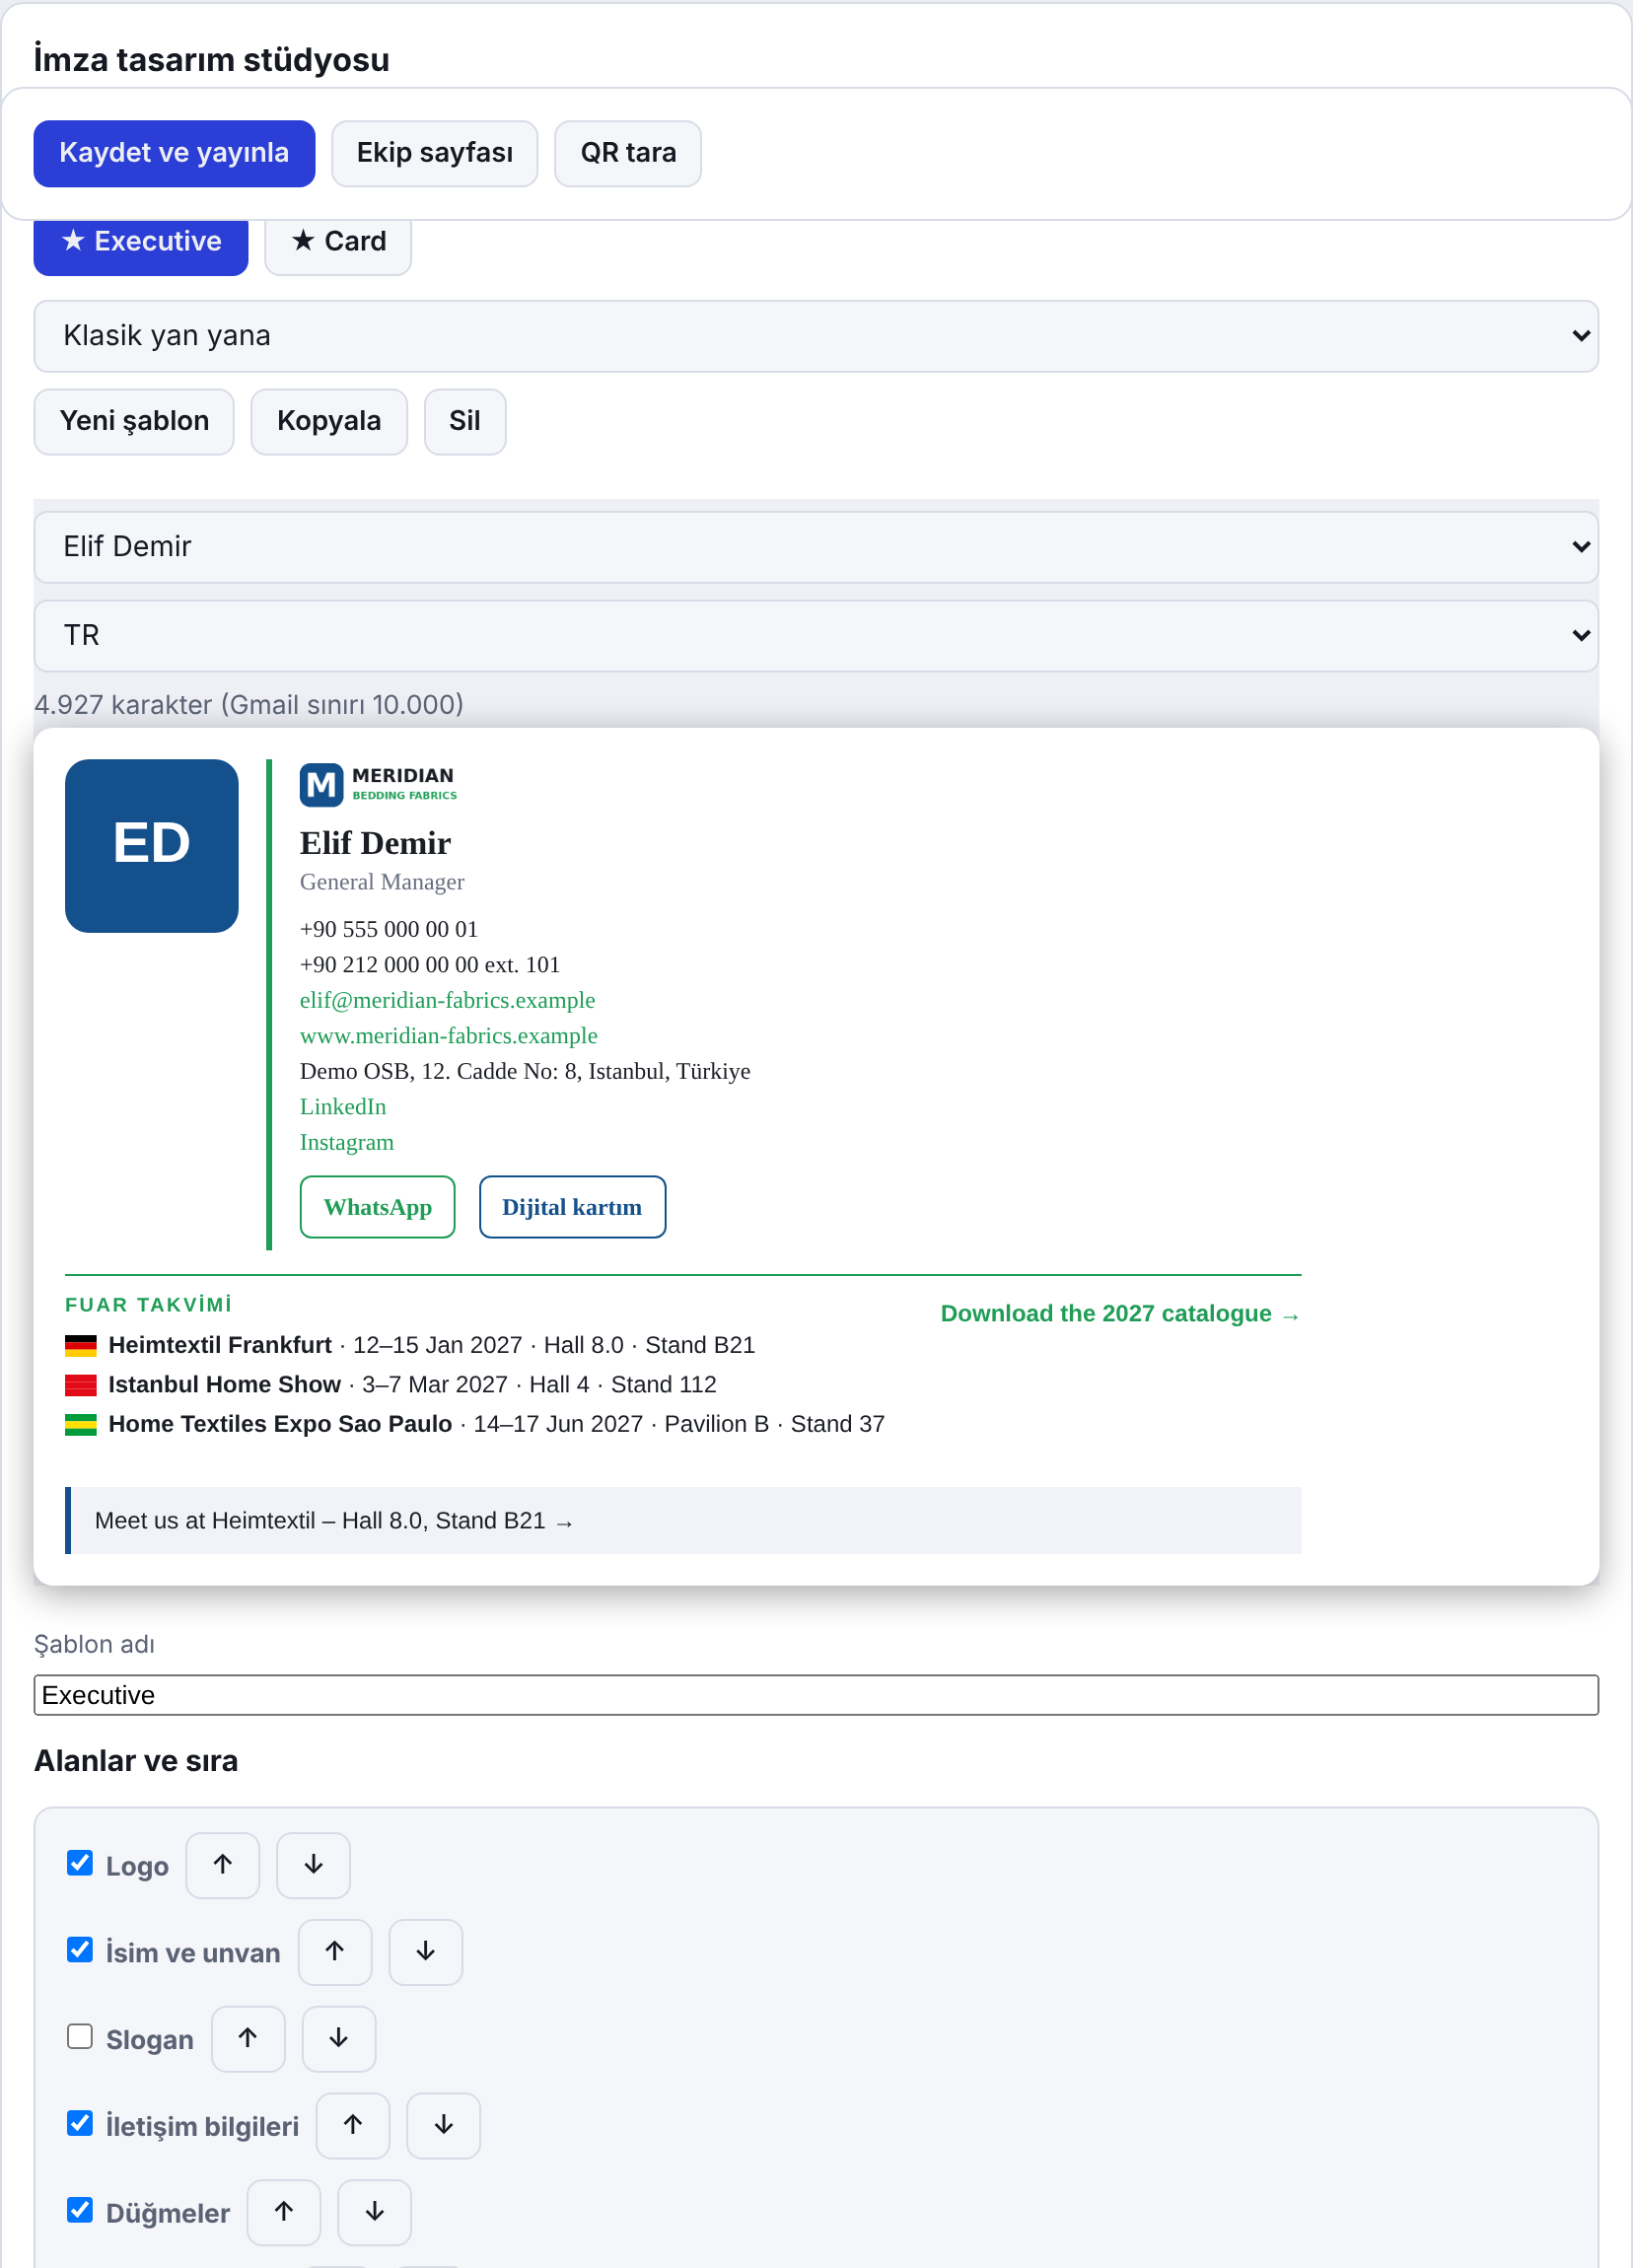 İmza tasarım stüdyosu
Kaydet ve yayınla
Ekip sayfası
QR tara
★ Executive
★ Card
Klasik yan yana
Yeni şablon
Kopyala
Sil
Elif Demir
TR
4.927 karakter (Gmail sınırı 10.000)
ED
M
MERIDIAN
BEDDING FABRICS
Elif Demir
General Manager
+90 555 000 00 01
+90 212 000 00 00 ext. 101
elif@meridian-fabrics.example
www.meridian-fabrics.example
Demo OSB, 12. Cadde No: 8, Istanbul, Türkiye
LinkedIn
Instagram
WhatsApp
Dijital kartım
FUAR TAKVİMİ
Download the 2027 catalogue →
Heimtextil Frankfurt · 12–15 Jan 2027 · Hall 8.0 · Stand B21
Istanbul Home Show · 3–7 Mar 2027 · Hall 4 · Stand 112
Home Textiles Expo Sao Paulo · 14–17 Jun 2027 · Pavilion B · Stand 37
Meet us at Heimtextil – Hall 8.0, Stand B21 →
Şablon adı
Executive
Alanlar ve sıra
Logo ↑ ↓
İsim ve unvan ↑ ↓
Slogan ↑ ↓
İletişim bilgileri ↑ ↓
Düğmeler ↑ ↓